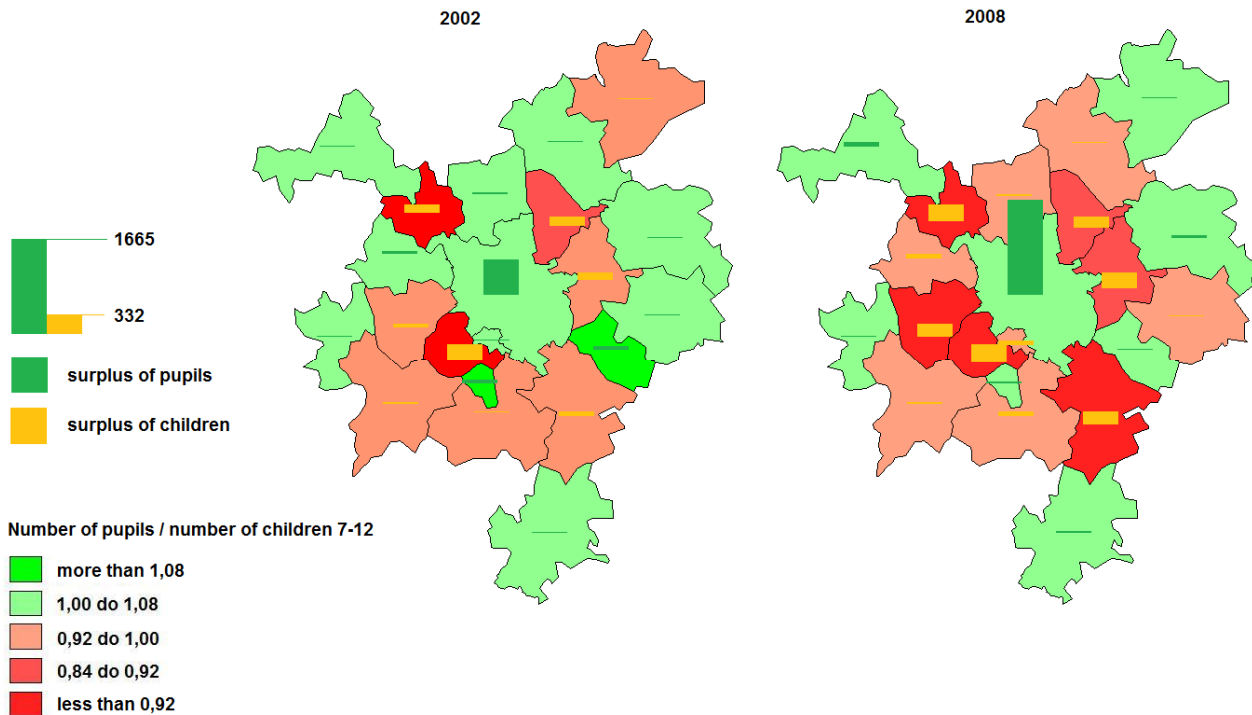 2002
2008
1665
332
surplus of pupils
surplus of children
Number of pupils / number of children 7-12
more than 1,08
1,00 do 1,08
0,92 do 1,00
0,84 do 0,92
less than 0,92